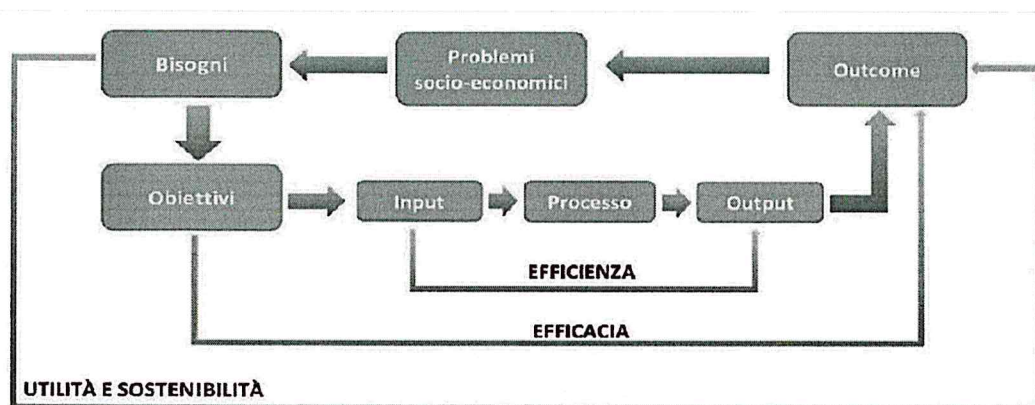 Bisogni
Problemi
socio-economici
Outcome
Obiettivi
Input
Processo
Output
EFFICIENZA
EFFICACIA
UTILITÀ E SOSTENIBILITÀ